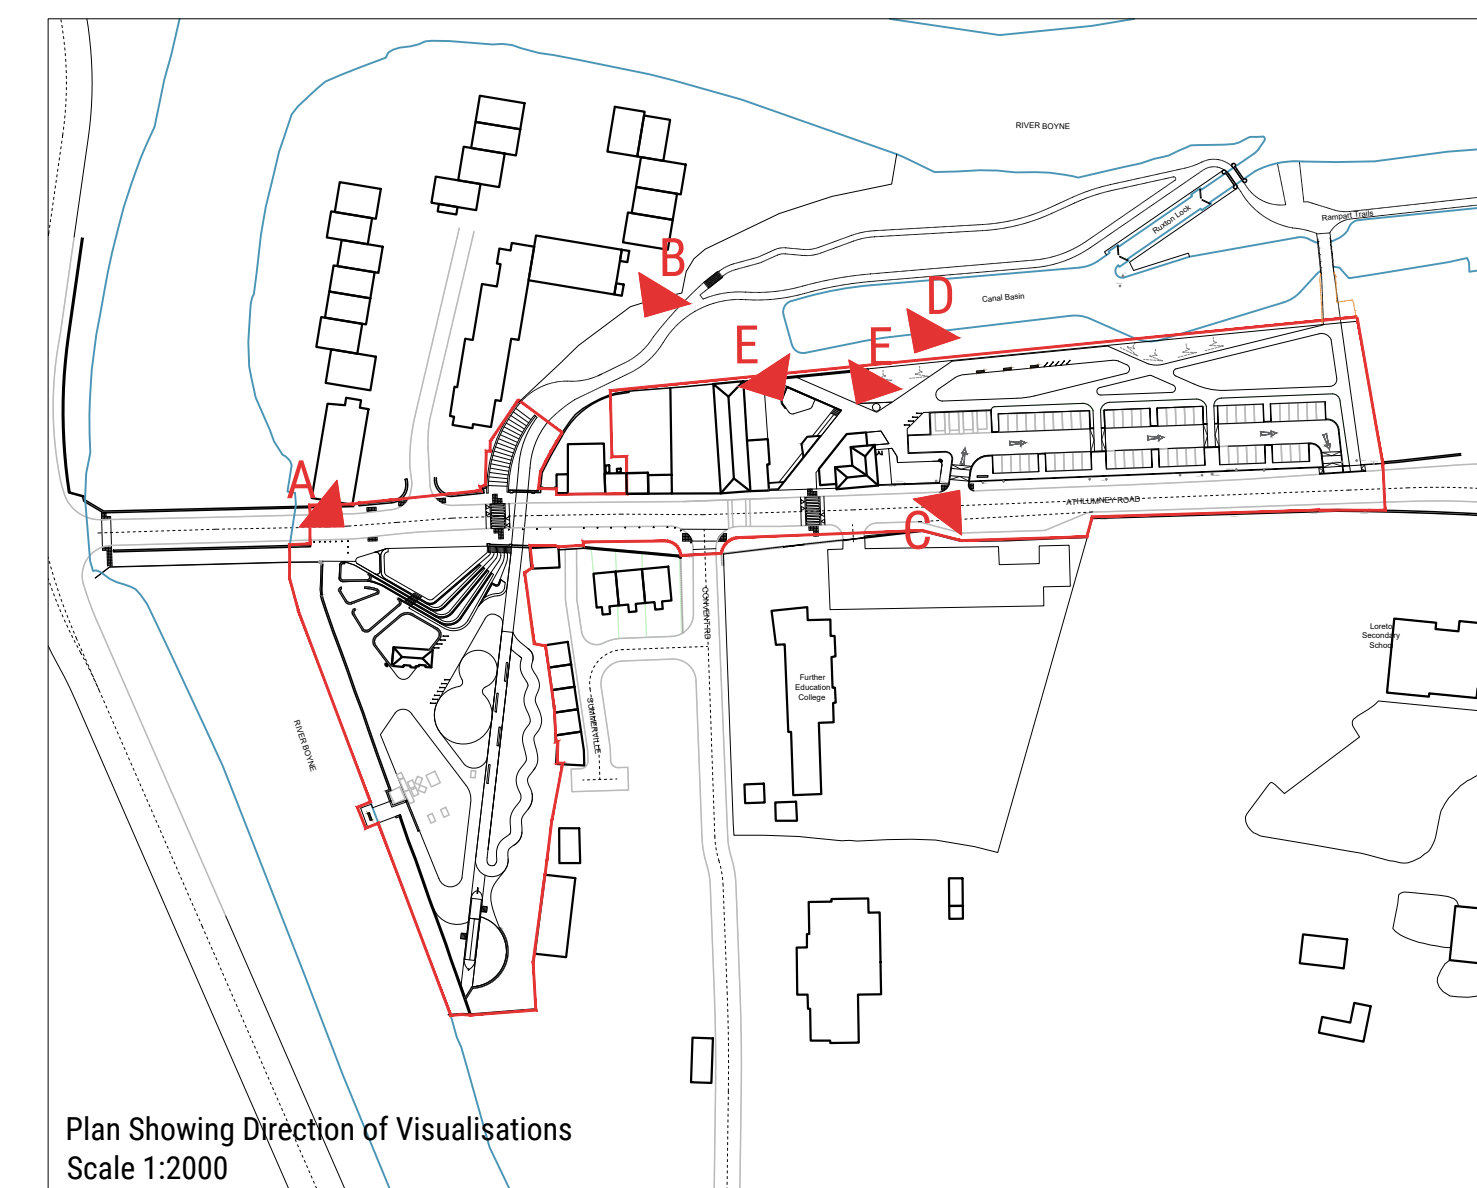 RIVER BOYNE
Ruxton Lock
Rampart Trails
B
Canal Basin
D
E
E
A
ATHLUMNEY ROAD
C
CONVENT RD
Loreto
Secondary
School
Further
Education
College
SUMMERVILLE
RIVER BOYNE
Plan Showing Direction of Visualisations
Scale 1:2000